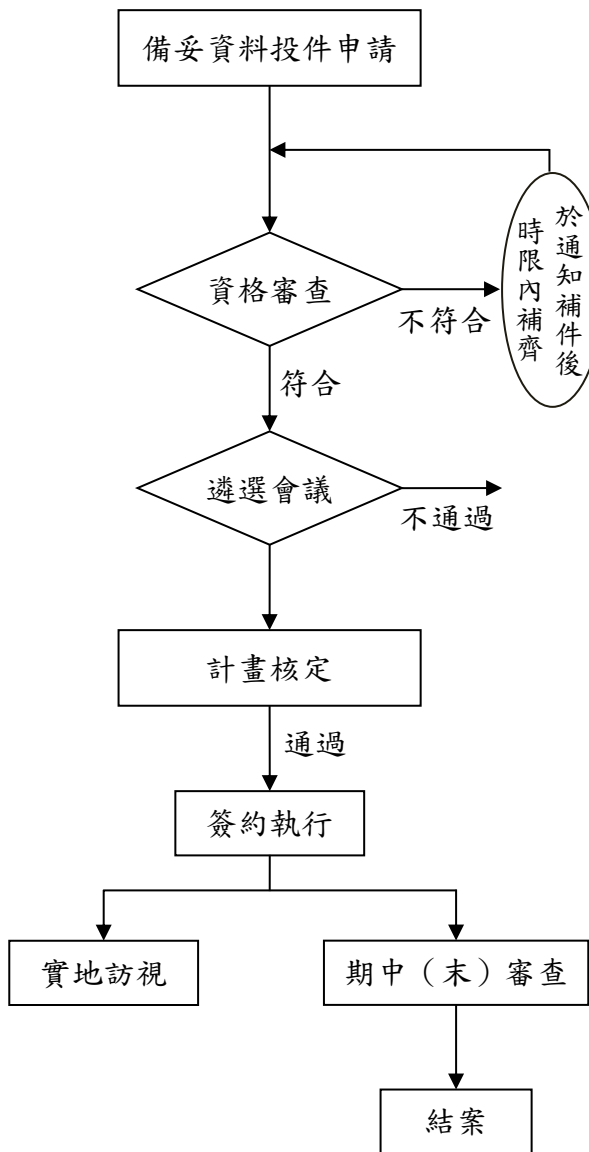 備妥資料投件申請
於通知補件後
時限內補齊
資格審查
不符合
符合
遴選會議
不通過
計畫核定
通過
簽約執行
實地訪視
期中（末）審查
結案